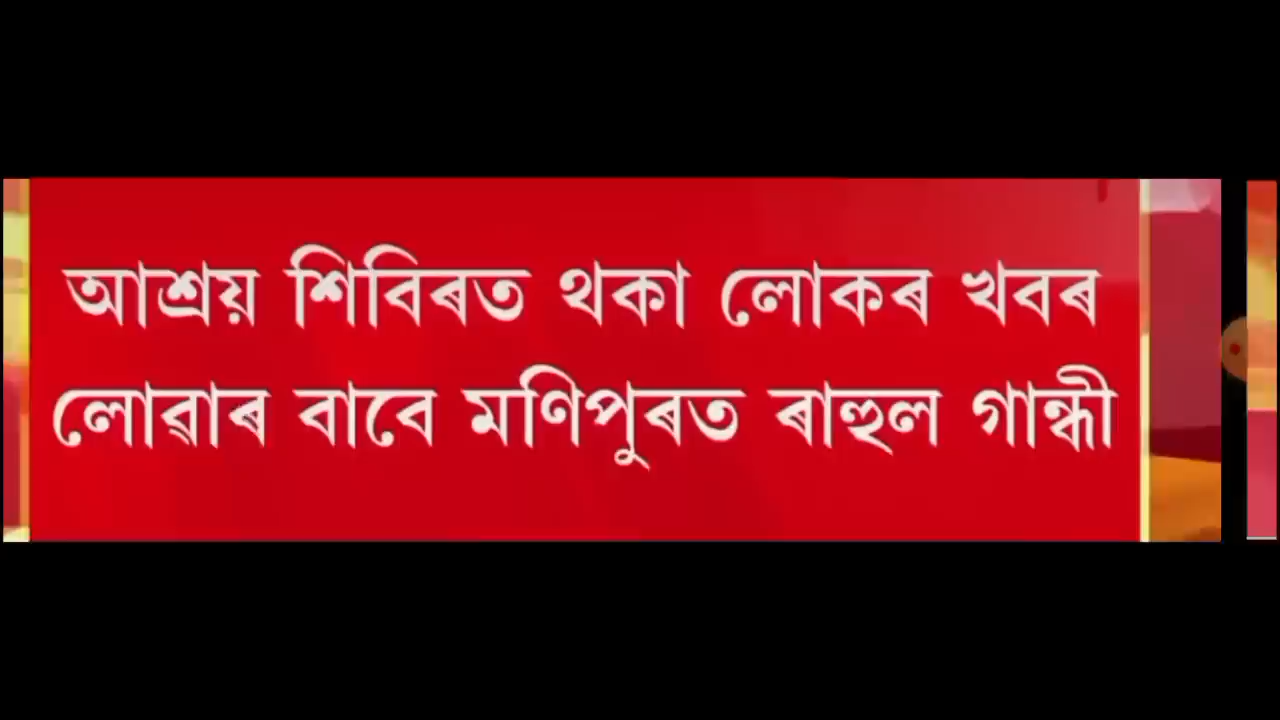 আশ্ৰয় শিবিৰত থকা লোকৰ খবৰ
লোৱাৰ বাবে মণিপুৰত ৰাহুল গান্ধী